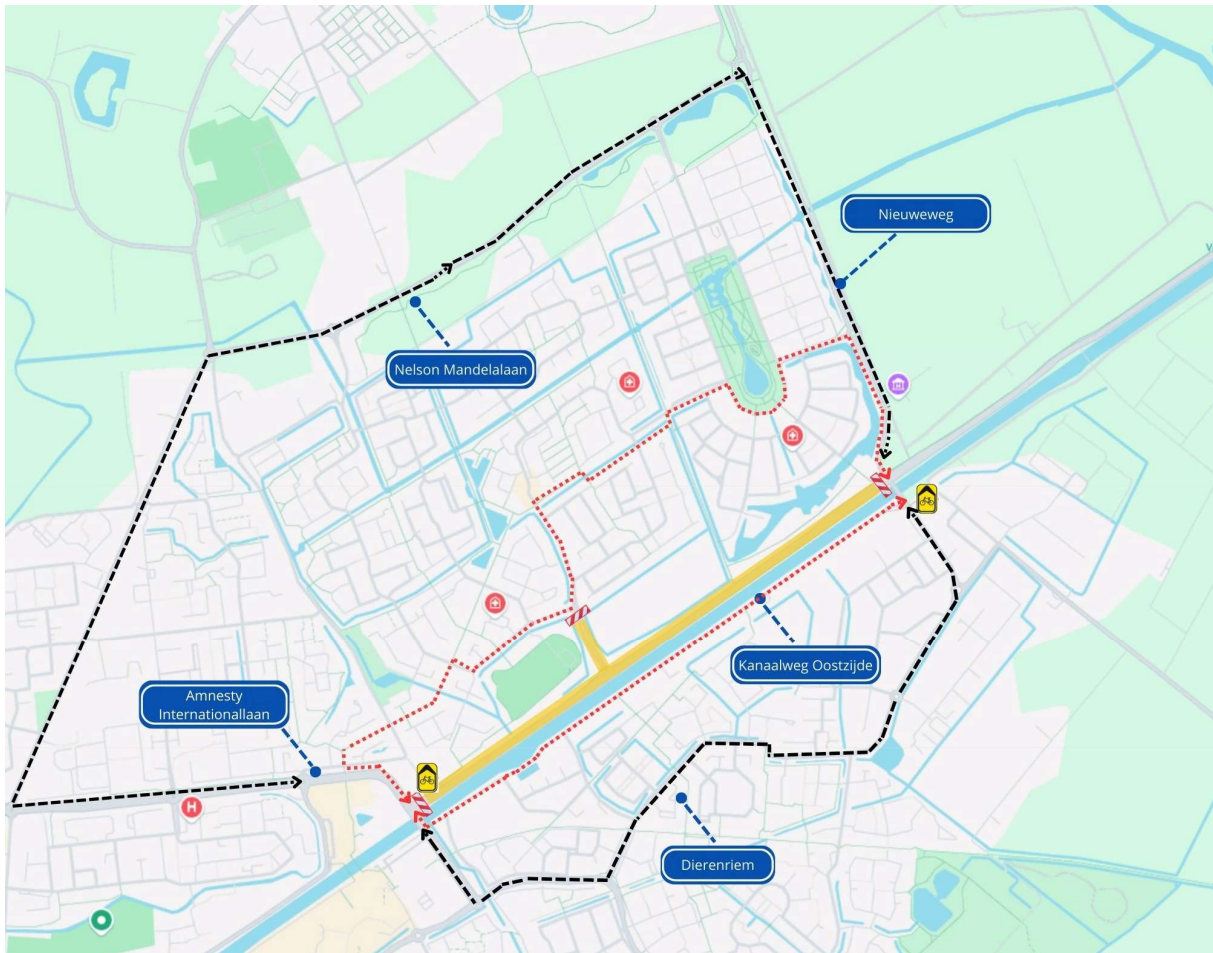 Nieuweweg
Nelson Mandelalaan
Kanaalweg Oostzijde
Amnesty
Internationallaan
H
Dierenriem